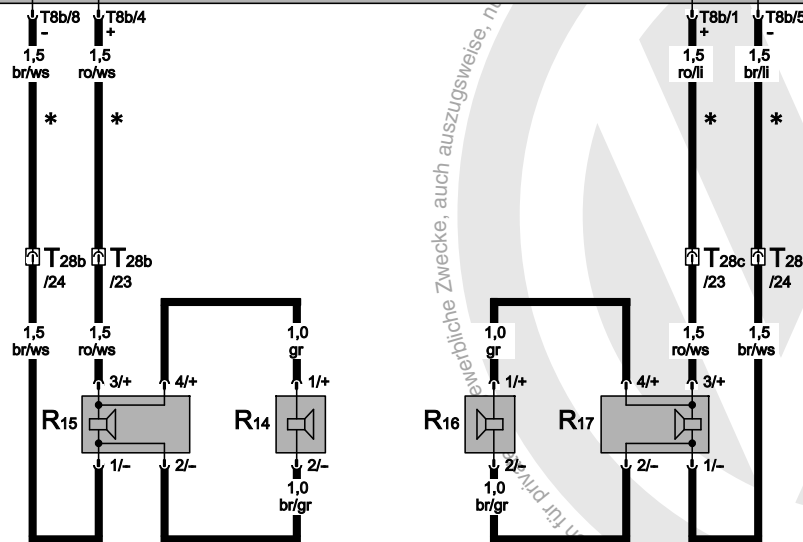 T8b/8 T8b/4 T8b/1 T8b/5
- + + -
1,5 1,5 1,5 1,5
br/ws ro/ws ro/li br/li
* * * *
T28b T28b T28c T28
/24 /23 /23 /24
1,5 1,5 1,0 1,0 1,5 1,5
br/ws ro/ws gr gr ro/ws br/ws
3/+ 4/+ 1/+ 1/+ 4/+ 3/+
R15 R14 R16 R17
1/- 2/- 2/- 2/- 2/- 1/-
1,0 1,0
br/gr br/gr
ewerbliche Zwecke, auch auszugsweise,
n für private